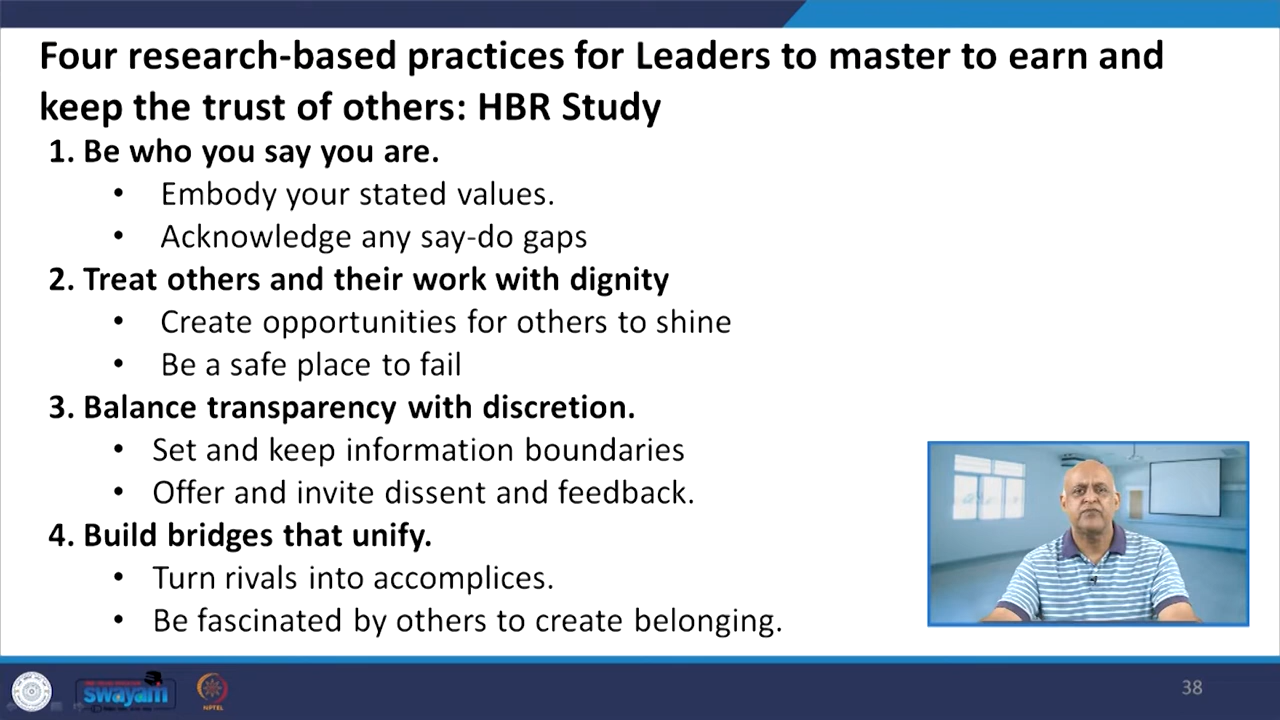 Four research-based practices for Leaders to master to earn and
keep the trust of others: HBR Study
1. Be who you say you are.
• Embody your stated values.
• Acknowledge any say-do gaps
2. Treat others and their work with dignity
• Create opportunities for others to shine
• Be a safe place to fail
3. Balance transparency with discretion.
• Set and keep information boundaries
• Offer and invite dissent and feedback.
4. Build bridges that unify.
• Turn rivals into accomplices.
• Be fascinated by others to create belonging.
swayam
NPTEL
38